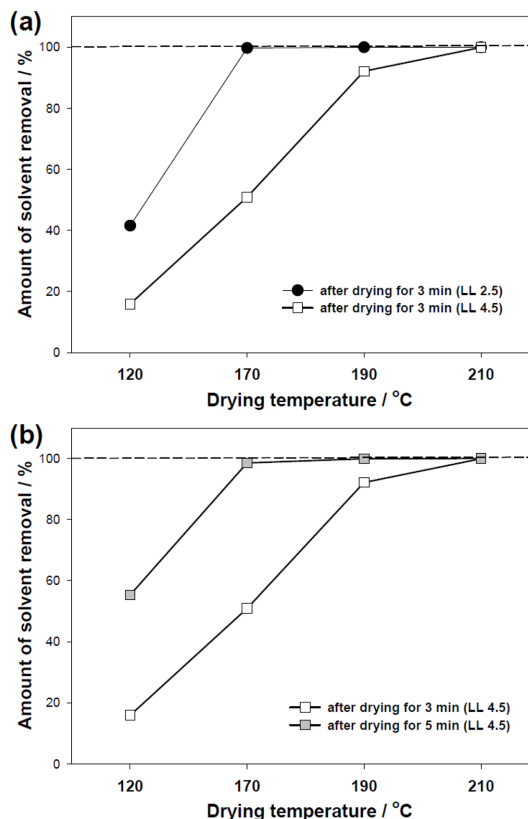 (a)
100
80
60
40
20
0
Amount of solvent removal / %
after drying for 3 min (LL 2.5)
after drying for 3 min (LL 4.5)
120 170 190 210
Drying temperature / °C
(b)
100
80
60
40
20
0
Amount of solvent removal / %
after drying for 3 min (LL 4.5)
after drying for 5 min (LL 4.5)
120 170 190 210
Drying temperature / °C